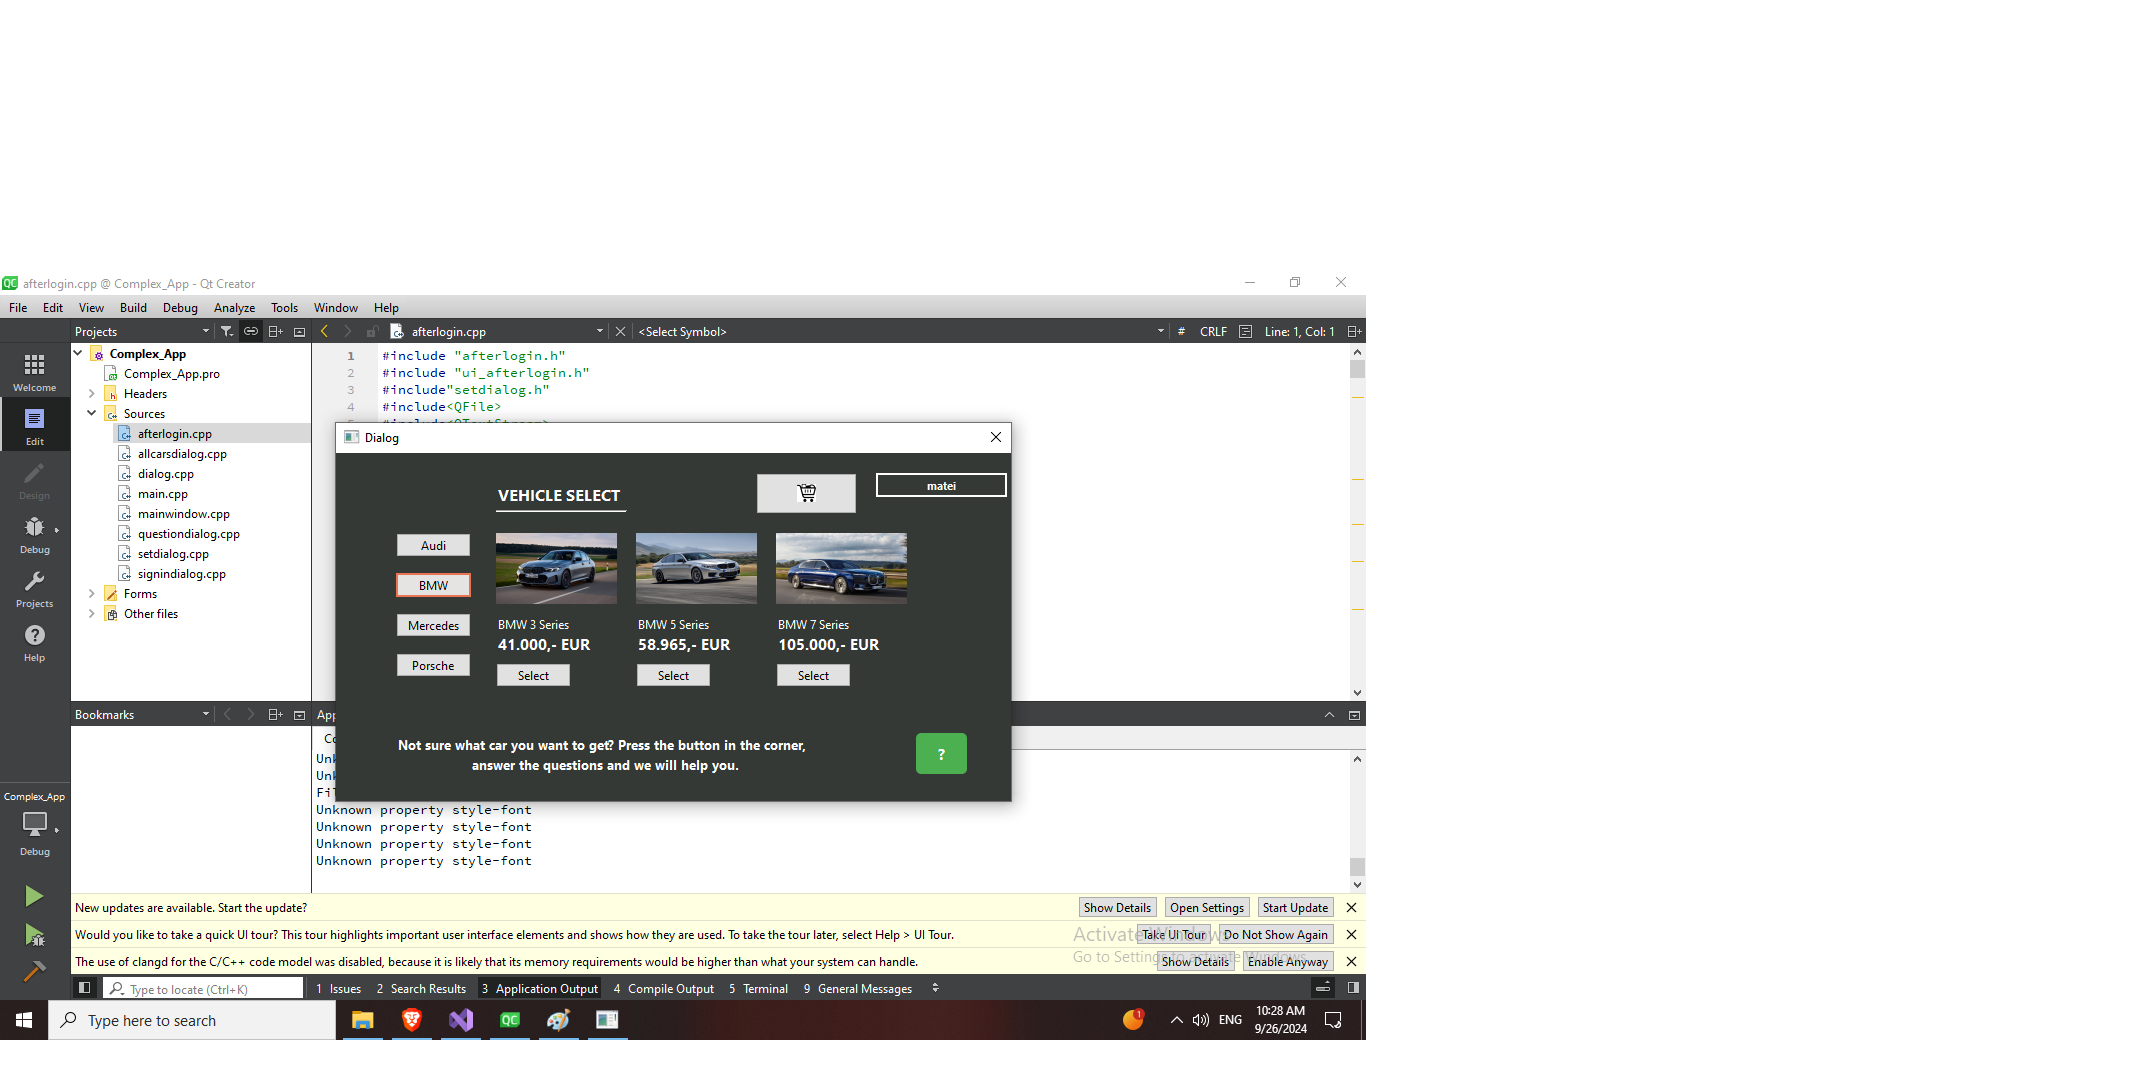 afterlogin.cpp @ Complex_App - Qt Creator
File Edit View Build Debug Analyze Tools Window Help
Projects
afterlogin.cpp
<Select Symbol>
# CRLF Line: 1, Col: 1
Welcome
Edit
Design
Debug
Projects
Help
Complex_App
Complex_App.pro
Headers
Sources
afterlogin.cpp
allcarsdialog.cpp
dialog.cpp
main.cpp
mainwindow.cpp
questiondialog.cpp
setdialog.cpp
signindialog.cpp
Forms
Other files
1 #include "afterlogin.h"
2 #include "ui_afterlogin.h"
3 #include"setdialog.h"
4 #include<QFile>
Dialog
VEHICLE SELECT
matei
Audi
BMW
Mercedes
Porsche
BMW 3 Series
41.000,- EUR
Select
BMW 5 Series
58.965,- EUR
Select
BMW 7 Series
105.000,- EUR
Select
Not sure what car you want to get? Press the button in the corner,
answer the questions and we will help you.
?
Bookmarks
Unknown property style-font
Unknown property style-font
Unknown property style-font
Unknown property style-font
Complex_App
Debug
New updates are available. Start the update?
Show Details Open Settings Start Update
Would you like to take a quick UI tour? This tour highlights important user interface elements and shows how they are used. To take the tour later, select Help > UI Tour.
Take UI Tour Do Not Show Again
The use of clangd for the C/C++ code model was disabled, because it is likely that its memory requirements would be higher than what your system can handle.
Show Details Enable Anyway
Activate Windows
Go to Settings to activate Windows.
Type to locate (Ctrl+K)
1 Issues 2 Search Results 3 Application Output 4 Compile Output 5 Terminal 9 General Messages
Type here to search
QC
1
ENG
10:28 AM
9/26/2024